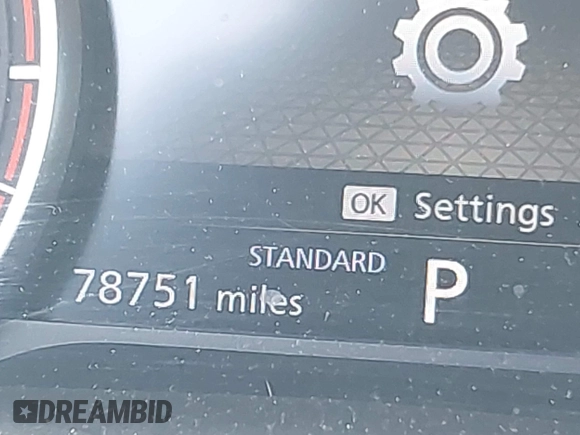 OK Settings
STANDARD
78751 miles P
DREAMBID